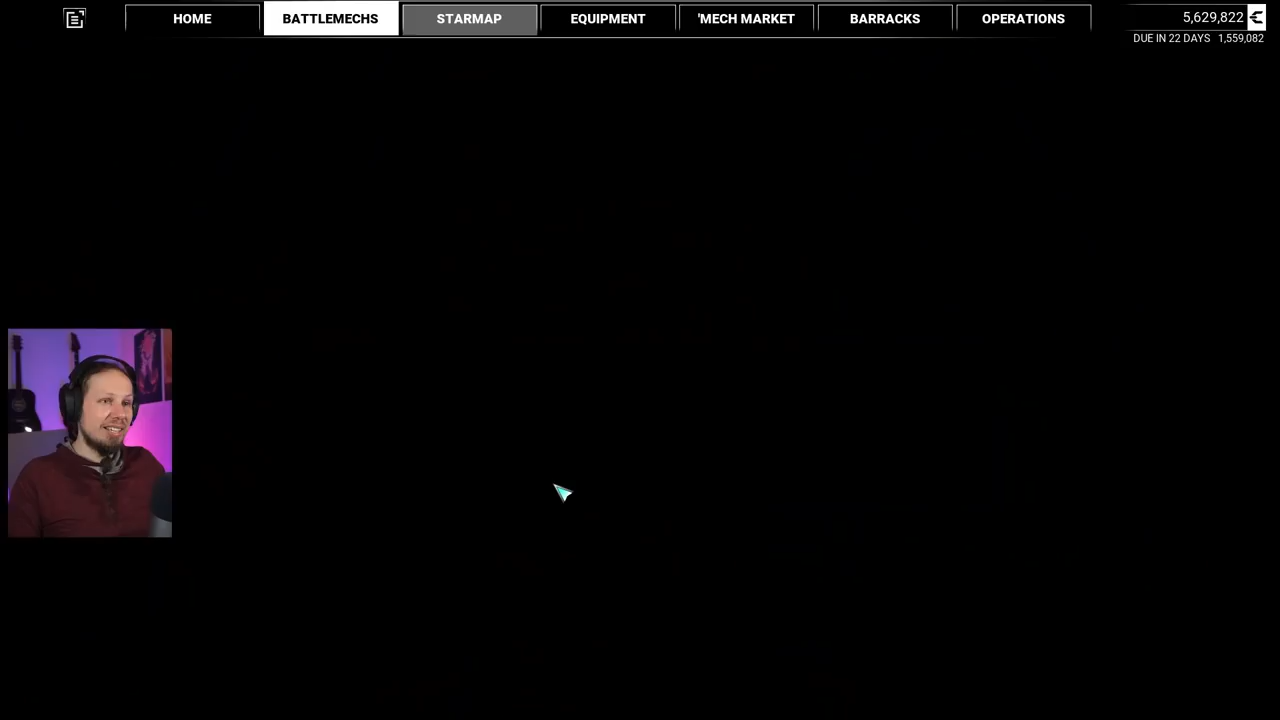 HOME
BATTLEMECHS
STARMAP
EQUIPMENT
'MECH MARKET
BARRACKS
OPERATIONS
5,629,822
DUE IN 22 DAYS 1,559,082